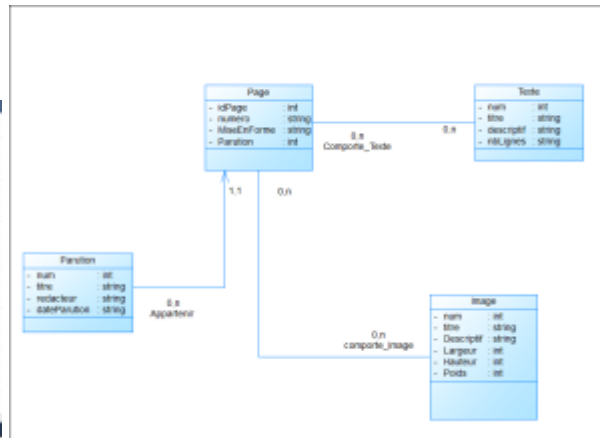 Page
- idPage : int
- numero : string
- MiseEnForme : string
- Parution : int
Texte
- num : int
- titre : string
- descriptif : string
- nbLignes : string
0,n
Comporte_Texte
0,n
1,1
0,n
Parution
- num : int
- titre : string
- redacteur : string
- dateParution : string
0,n
Appartenir
Image
- num : int
- titre : string
- Descriptif : string
- Largeur : int
- Hauteur : int
- Poids : int
0,n
comporte_image